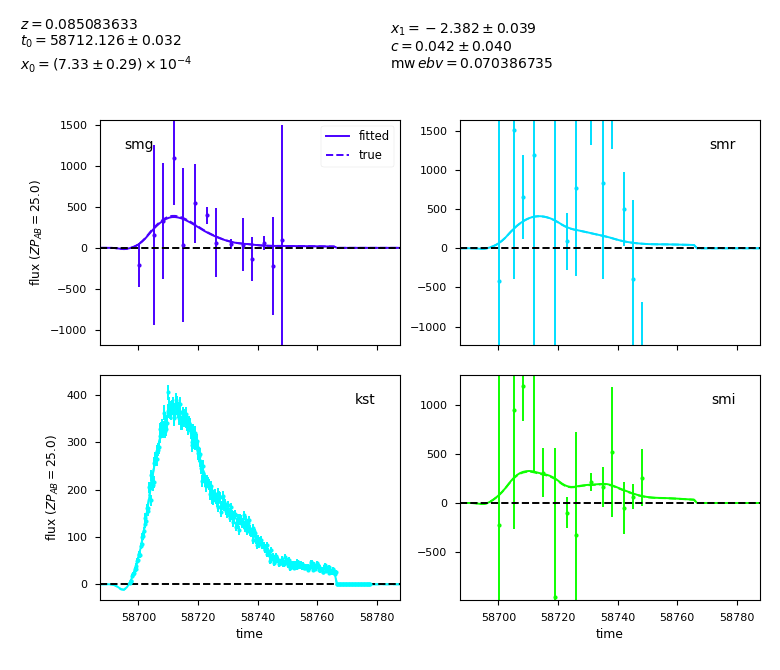 z = 0.085083633
t₀ = 58712.126 ± 0.032
x₀ = (7.33 ± 0.29) × 10⁻⁴
x₁ = −2.382 ± 0.039
c = 0.042 ± 0.040
mw ebv = 0.070386735
smg
fitted
true
1500
1000
500
0
−500
−1000
flux (ZP_AB = 25.0)
smr
1500
1000
500
0
−500
−1000
kst
400
300
200
100
0
flux (ZP_AB = 25.0)
58700 58720 58740 58760 58780
time
smi
1000
500
0
−500
58700 58720 58740 58760 58780
time